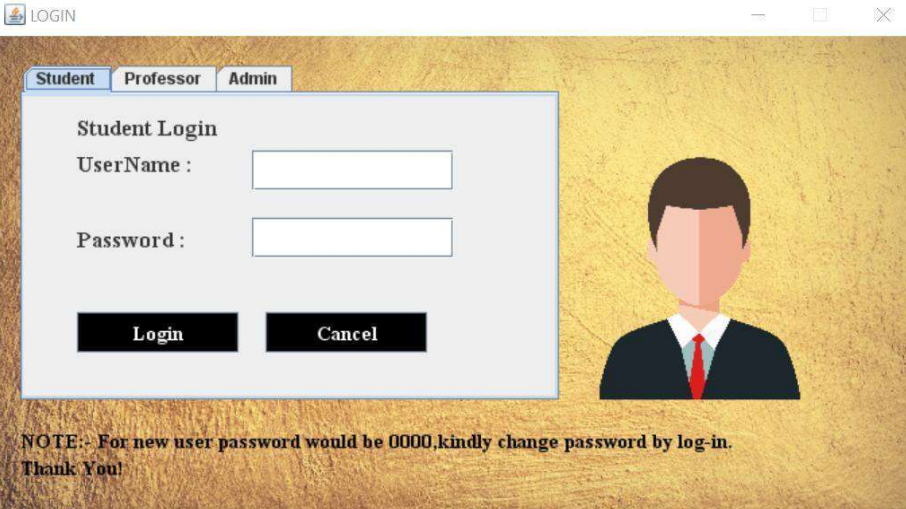 LOGIN
Student Professor Admin
Student Login
UserName :
Password :
Login Cancel
NOTE:- For new user password would be 0000,kindly change password by log-in.
Thank You!